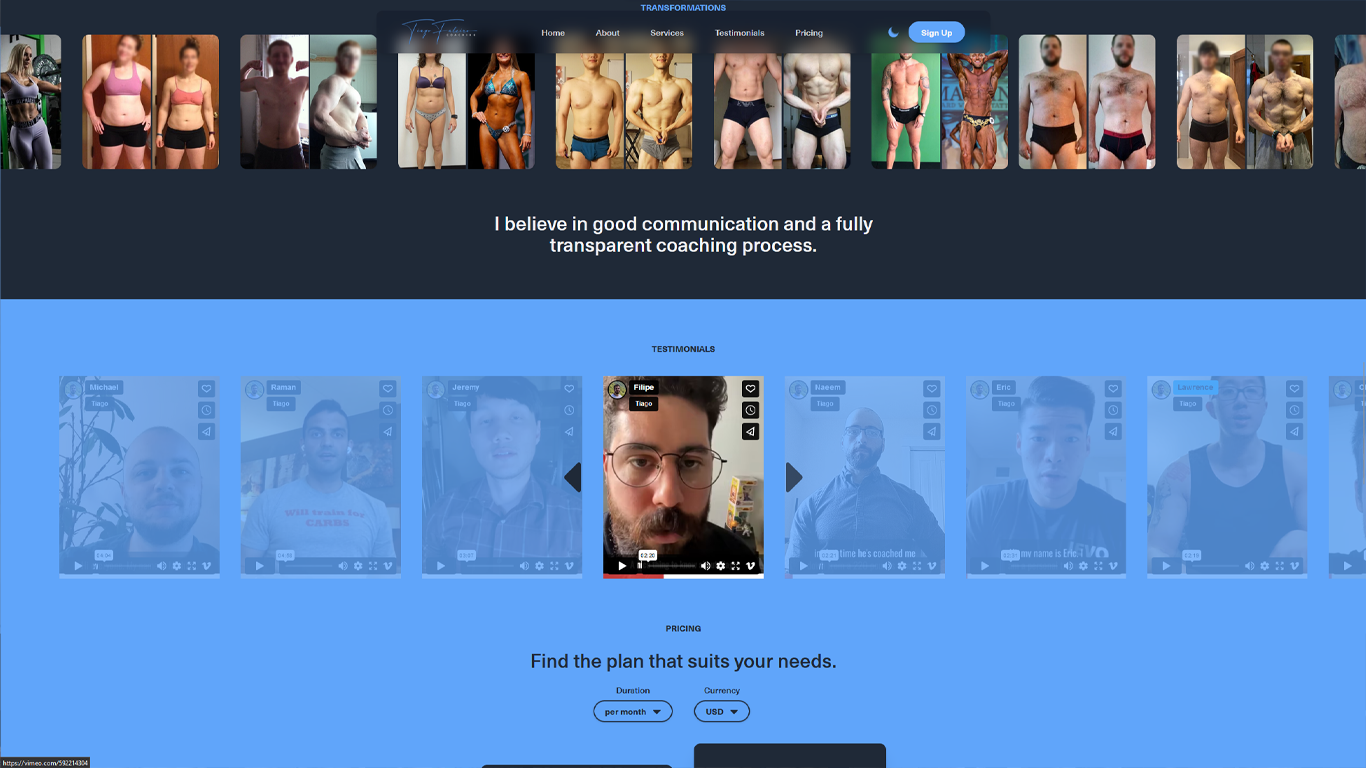 TRANSFORMATIONS
Home
About
Services
Testimonials
Pricing
Sign Up
I believe in good communication and a fully
transparent coaching process.
TESTIMONIALS
Michael
Tiago
Raman
Tiago
Jeremy
Tiago
Filipe
Tiago
Naeem
Tiago
Eric
Tiago
Lawrence
Tiago
Will train for
CARBS
time he's coached me
my name is Eric
02:20
PRICING
Find the plan that suits your needs.
Duration
Currency
per month
USD
https://vimeo.com/592214304